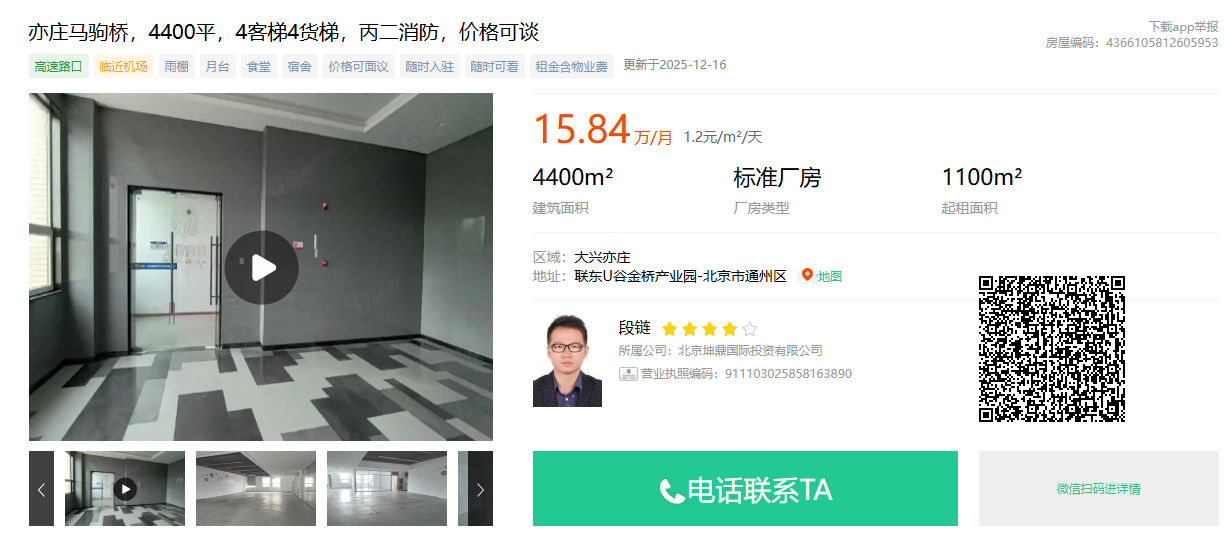 亦庄马驹桥，4400平，4客梯4货梯，丙二消防，价格可谈
下载app举报
房屋编码：4366105812605953
高速路口 临近机场 雨棚 月台 食堂 宿舍 价格可面议 随时入驻 随时可看 租金含物业费 更新于2025-12-16
15.84万/月 1.2元/m²/天
4400m² 标准厂房 1100m²
建筑面积 厂房类型 起租面积
区域：大兴亦庄
地址：联东U谷金桥产业园-北京市通州区 地图
段链
所属公司：北京坤鼎国际投资有限公司
营业执照编码：911103025858163890
电话联系TA
微信扫码进详情